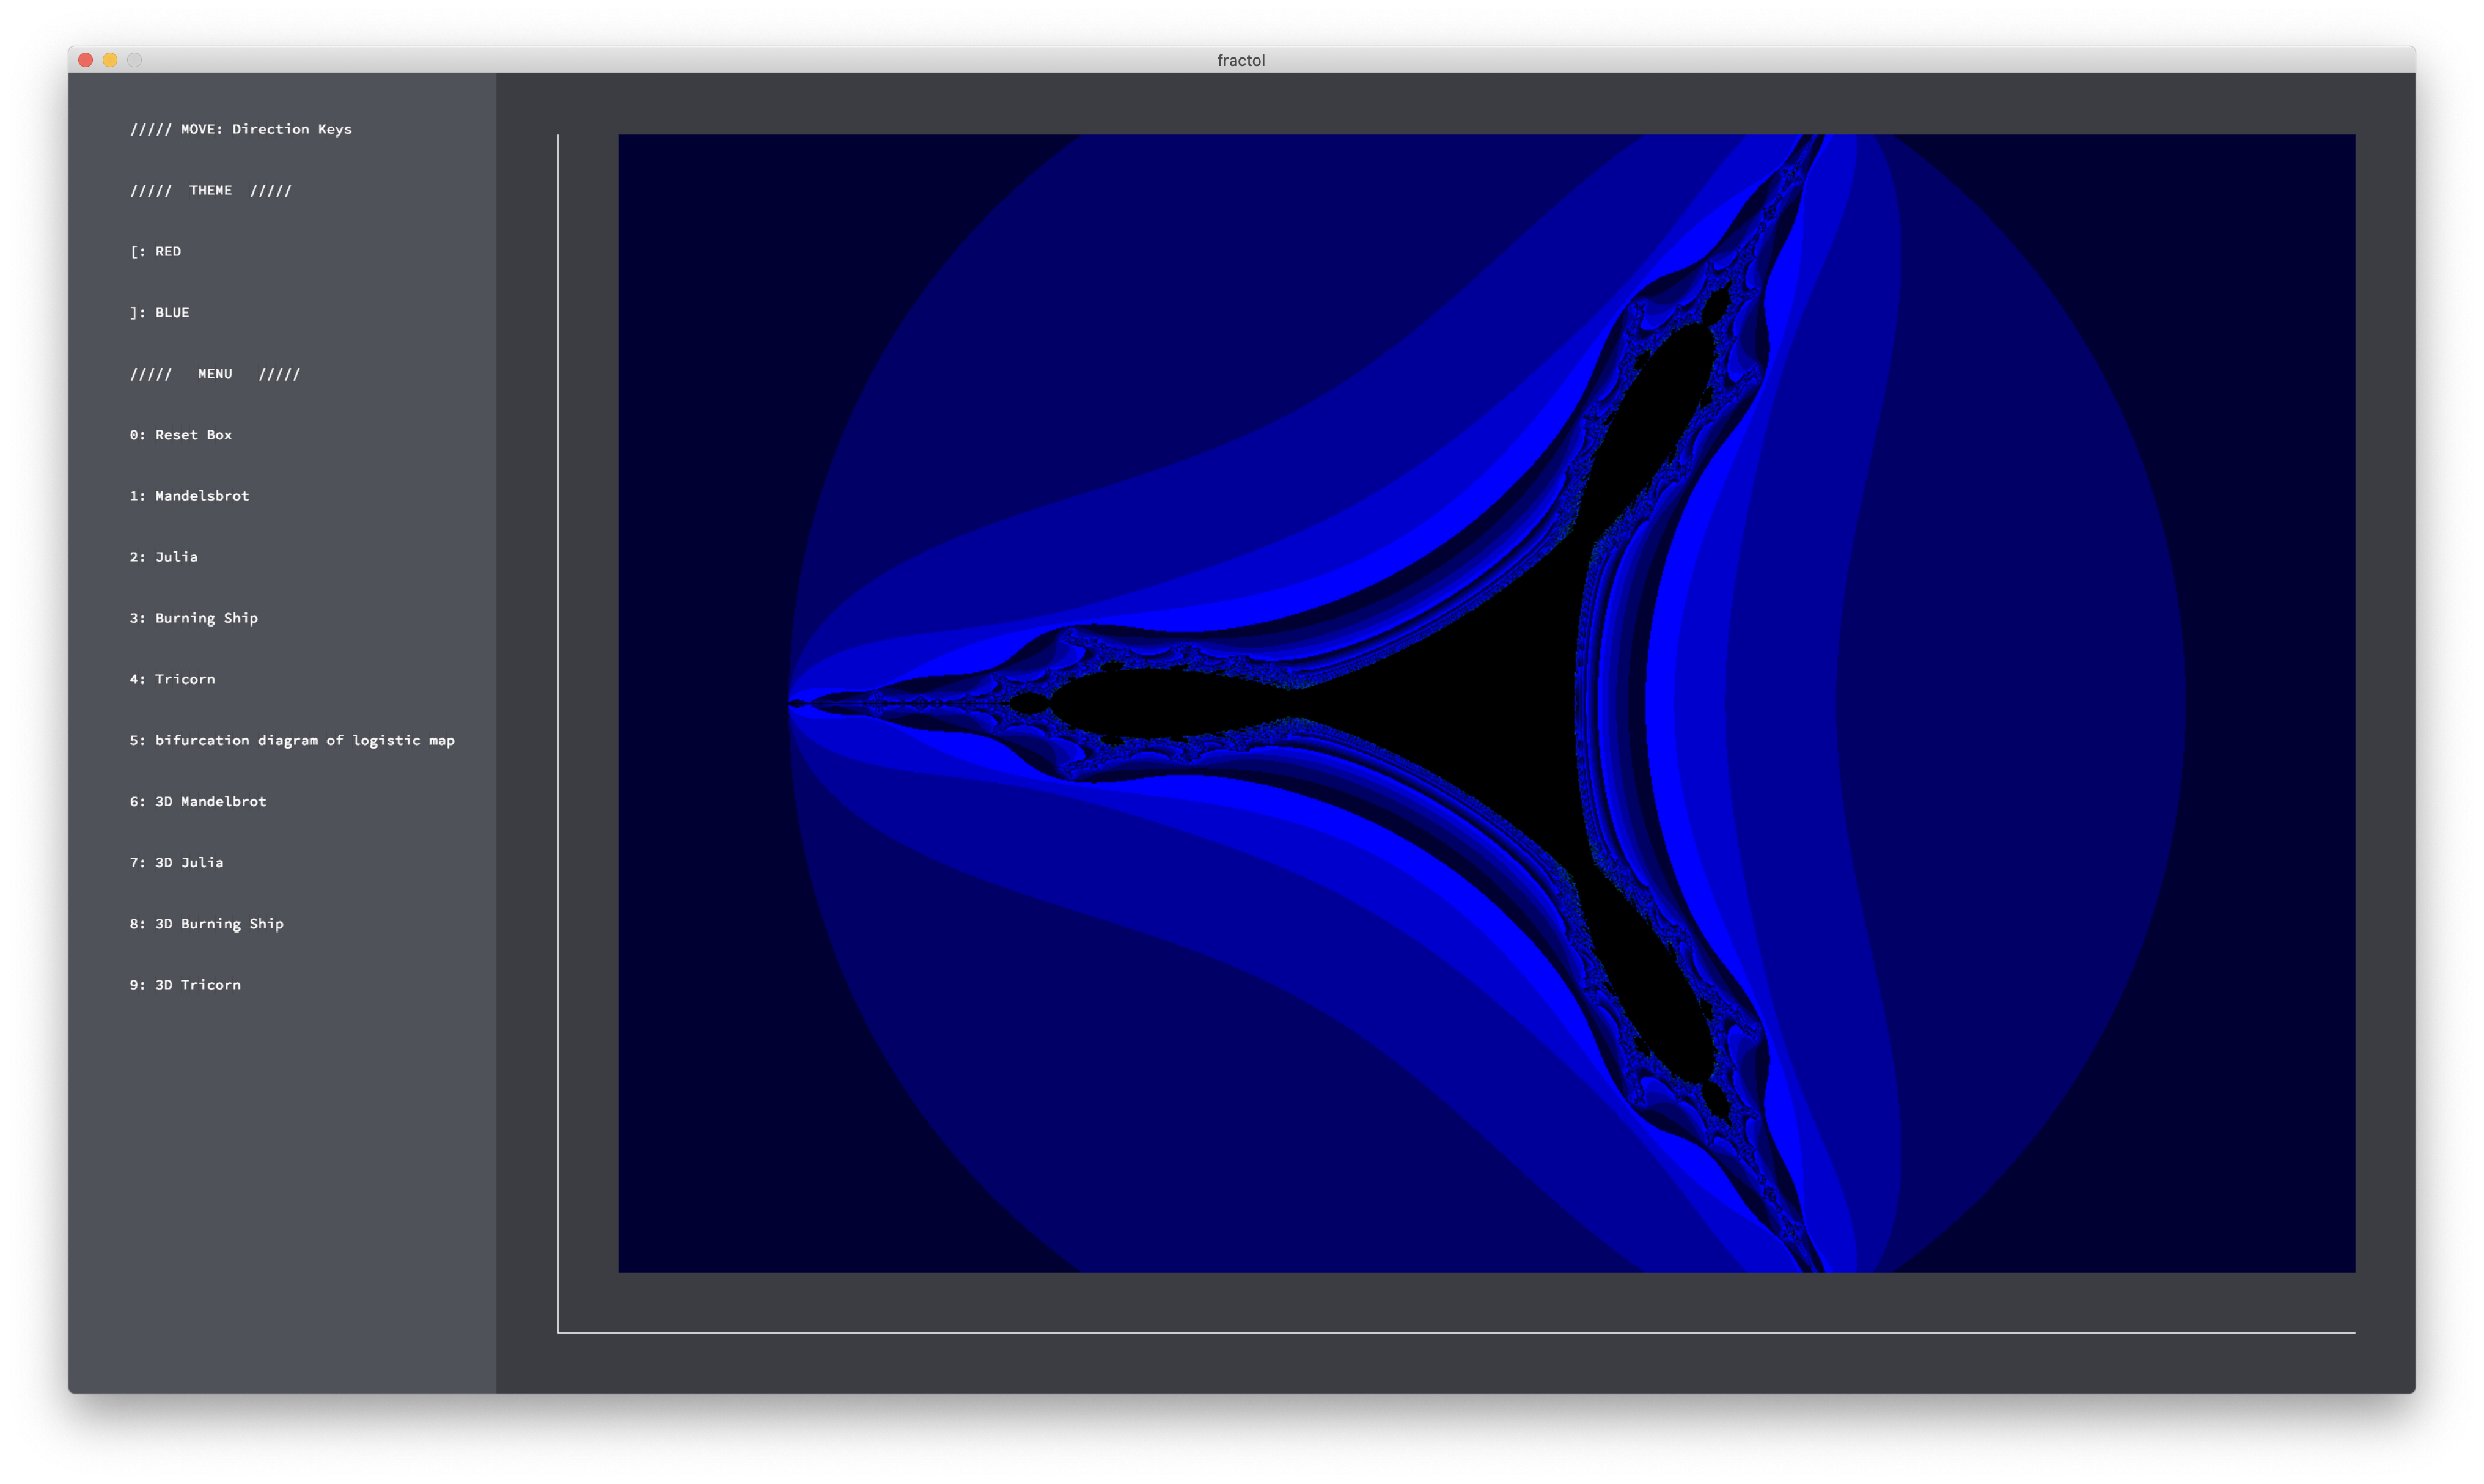 fractol
///// MOVE: Direction Keys
/////  THEME  /////
[: RED
]: BLUE
/////   MENU   /////
0: Reset Box
1: Mandelsbrot
2: Julia
3: Burning Ship
4: Tricorn
5: bifurcation diagram of logistic map
6: 3D Mandelbrot
7: 3D Julia
8: 3D Burning Ship
9: 3D Tricorn